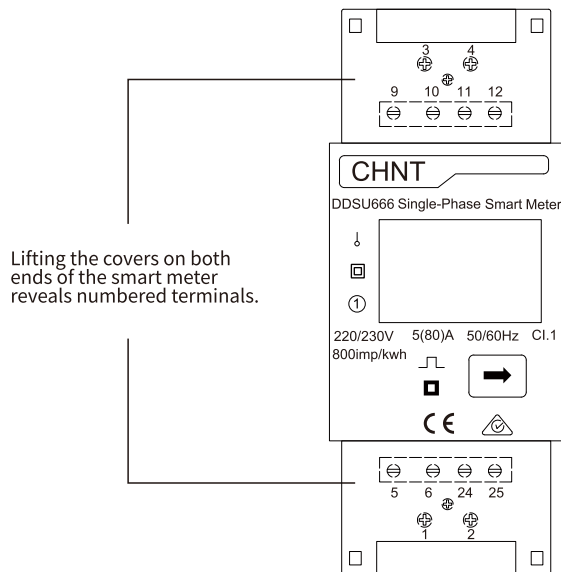 3 4
9 10 11 12
CHNT
DDSU666 Single-Phase Smart Meter
Lifting the covers on both
ends of the smart meter
reveals numbered terminals.
1
220/230V 5(80)A 50/60Hz Cl.1
800imp/kwh
CE
5 6 24 25
1 2